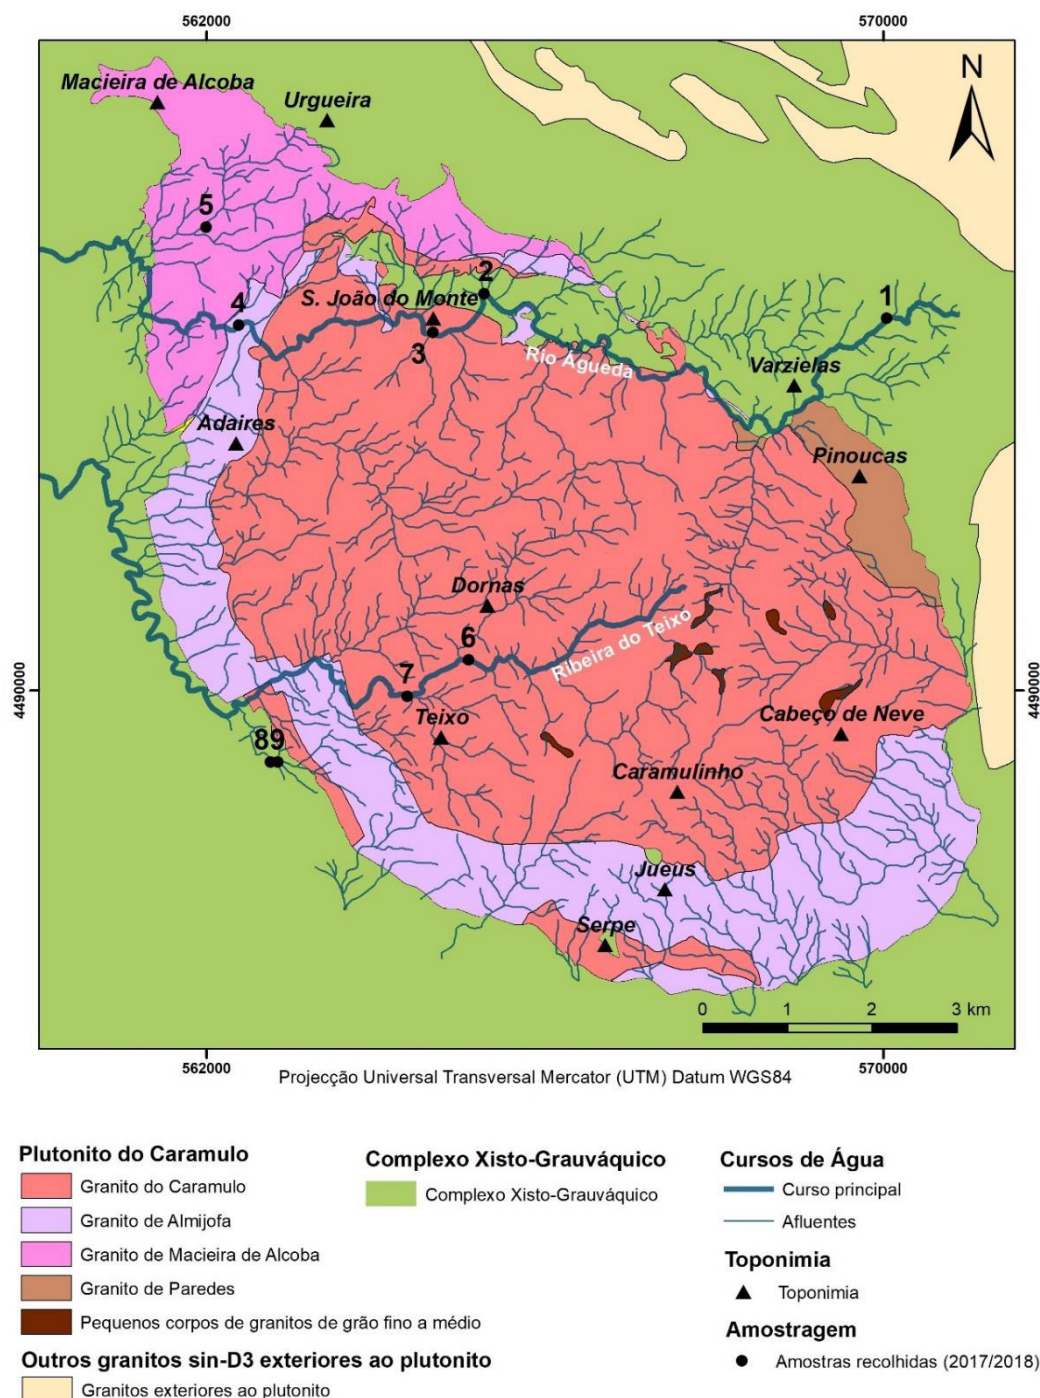 562000
570000
Macieira de Alcoba
Urgueira
N
5
2
1
4
S. João do Monte
3
Rio Águeda
Varzielas
Adaires
Pinoucas
Dornas
6
Ribeira do Teixo
7
4490000
4490000
Teixo
Cabeço de Neve
8 9
Caramulinho
Jueus
Serpe
0 1 2 3 km
562000
570000
Projecção Universal Transversal Mercator (UTM) Datum WGS84
Plutonito do Caramulo
Granito do Caramulo
Granito de Almijofa
Granito de Macieira de Alcoba
Granito de Paredes
Pequenos corpos de granitos de grão fino a médio
Outros granitos sin-D3 exteriores ao plutonito
Granitos exteriores ao plutonito
Complexo Xisto-Grauváquico
Complexo Xisto-Grauváquico
Cursos de Água
Curso principal
Afluentes
Toponimia
Toponimia
Amostragem
Amostras recolhidas (2017/2018)